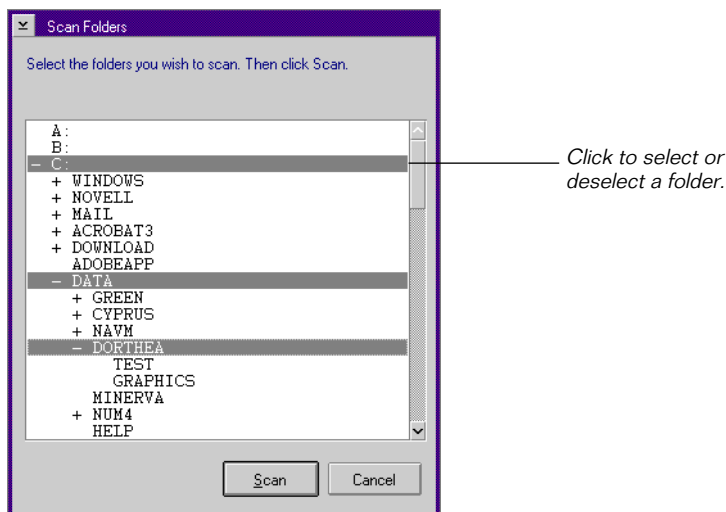 Scan Folders
Select the folders you wish to scan. Then click Scan.
A:
B:
– C:
+ WINDOWS
+ NOVELL
+ MAIL
+ ACROBAT3
+ DOWNLOAD
ADOBEAPP
– DATA
+ GREEN
+ CYPRUS
+ NAVM
– DORTHEA
TEST
GRAPHICS
MINERVA
+ NUM4
HELP
Scan Cancel
Click to select or
deselect a folder.